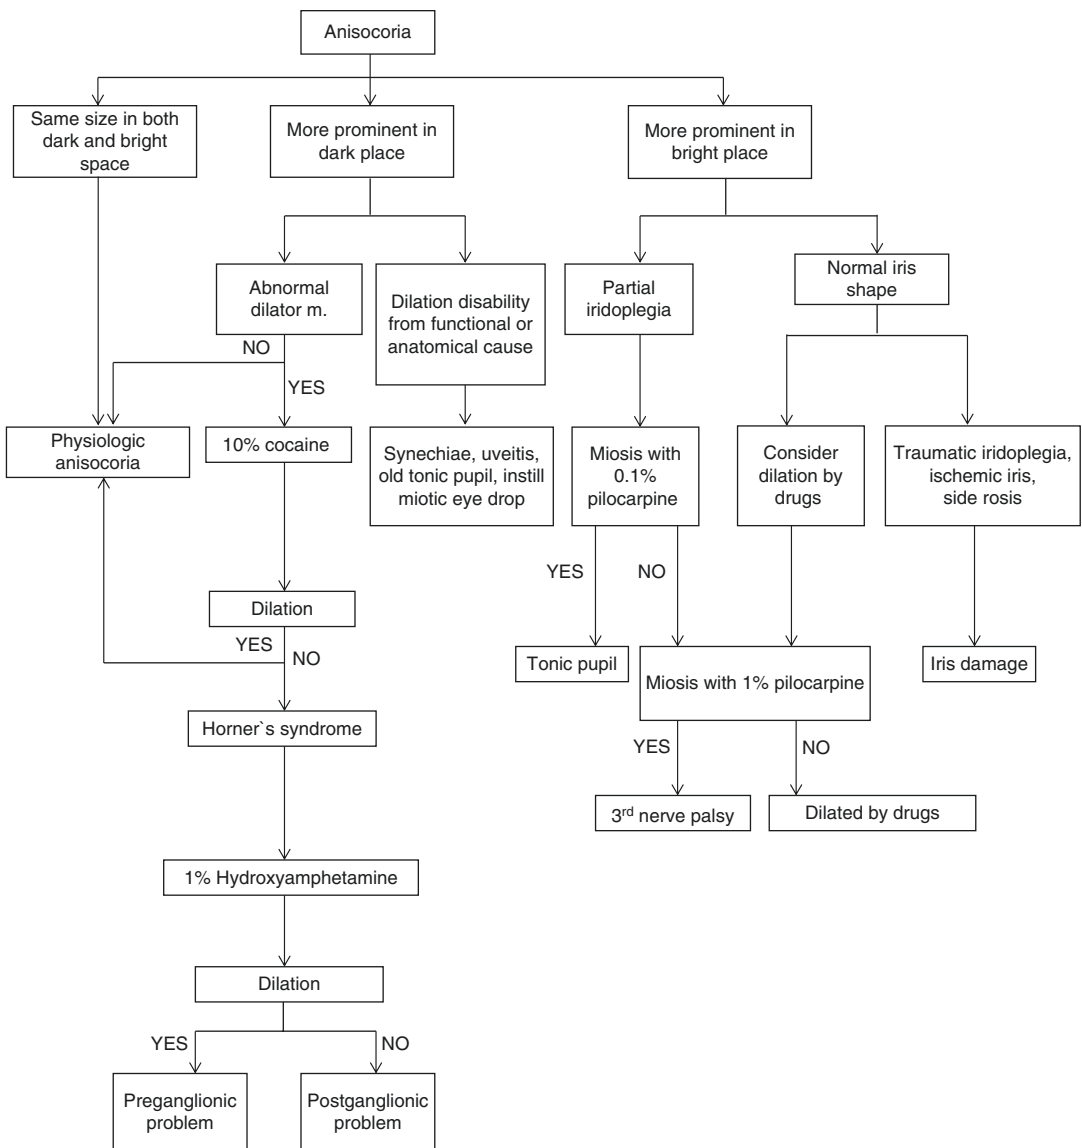 Anisocoria
Same size in both
dark and bright
space
More prominent in
dark place
More prominent in
bright place
Abnormal
dilator m.
Dilation disability
from functional or
anatomical cause
Partial
iridoplegia
Normal iris
shape
NO
YES
Physiologic
anisocoria
10% cocaine
Synechiae, uveitis,
old tonic pupil, instill
miotic eye drop
Miosis with
0.1%
pilocarpine
Consider
dilation by
drugs
Traumatic iridoplegia,
ischemic iris,
side rosis
YES
NO
Dilation
YES
NO
Tonic pupil
Miosis with 1% pilocarpine
Iris damage
Horner`s syndrome
YES
NO
3rd nerve palsy
Dilated by drugs
1% Hydroxyamphetamine
Dilation
YES
NO
Preganglionic
problem
Postganglionic
problem